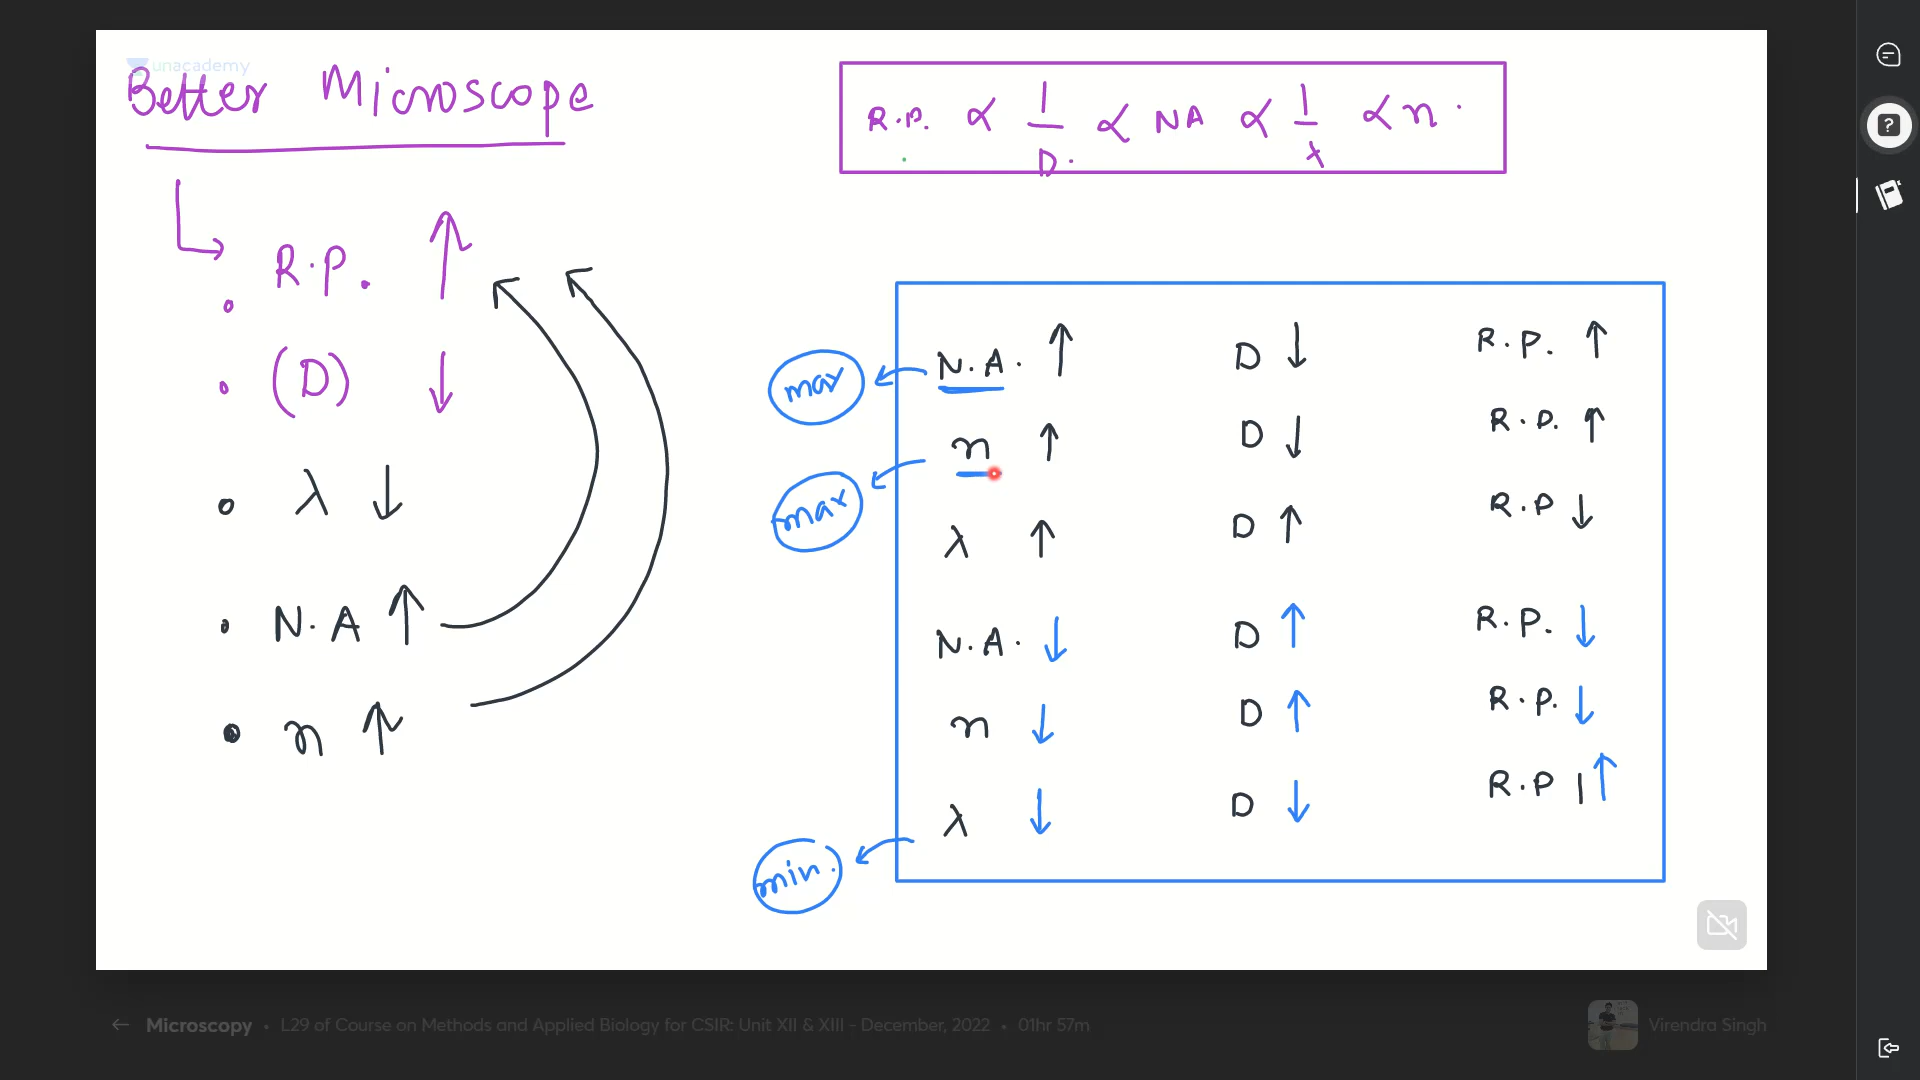 unacademy
Better Microscope
R.P. ∝ 1/D. ∝ NA ∝ 1/λ ∝ n.
R.P. ↑
(D) ↓
λ ↓
N.A ↑
n ↑
max N.A. ↑ D ↓ R.P. ↑
max n ↑ D ↓ R.P. ↑
λ ↑ D ↑ R.P ↓
N.A. ↓ D ↑ R.P. ↓
n ↓ D ↑ R.P. ↓
λ ↓ D ↓ R.P ↑
min.
← Microscopy • L29 of Course on Methods and Applied Biology for CSIR: Unit XII & XIII - December, 2022 • 01hr 57m
Virendra Singh